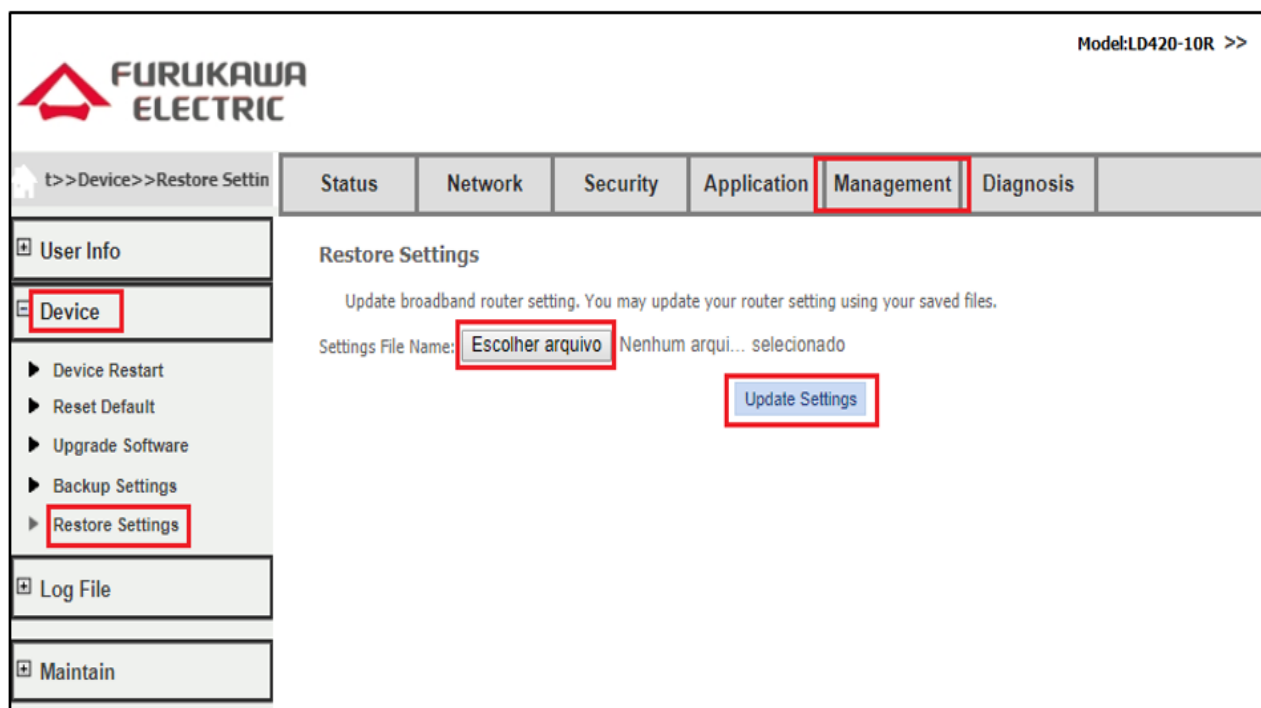 Model:LD420-10R >>
FURUKAWA
ELECTRIC
t>>Device>>Restore Settin
Status Network Security Application Management Diagnosis
User Info
Device
Device Restart
Reset Default
Upgrade Software
Backup Settings
Restore Settings
Log File
Maintain
Restore Settings
Update broadband router setting. You may update your router setting using your saved files.
Settings File Name: Escolher arquivo Nenhum arqui... selecionado
Update Settings